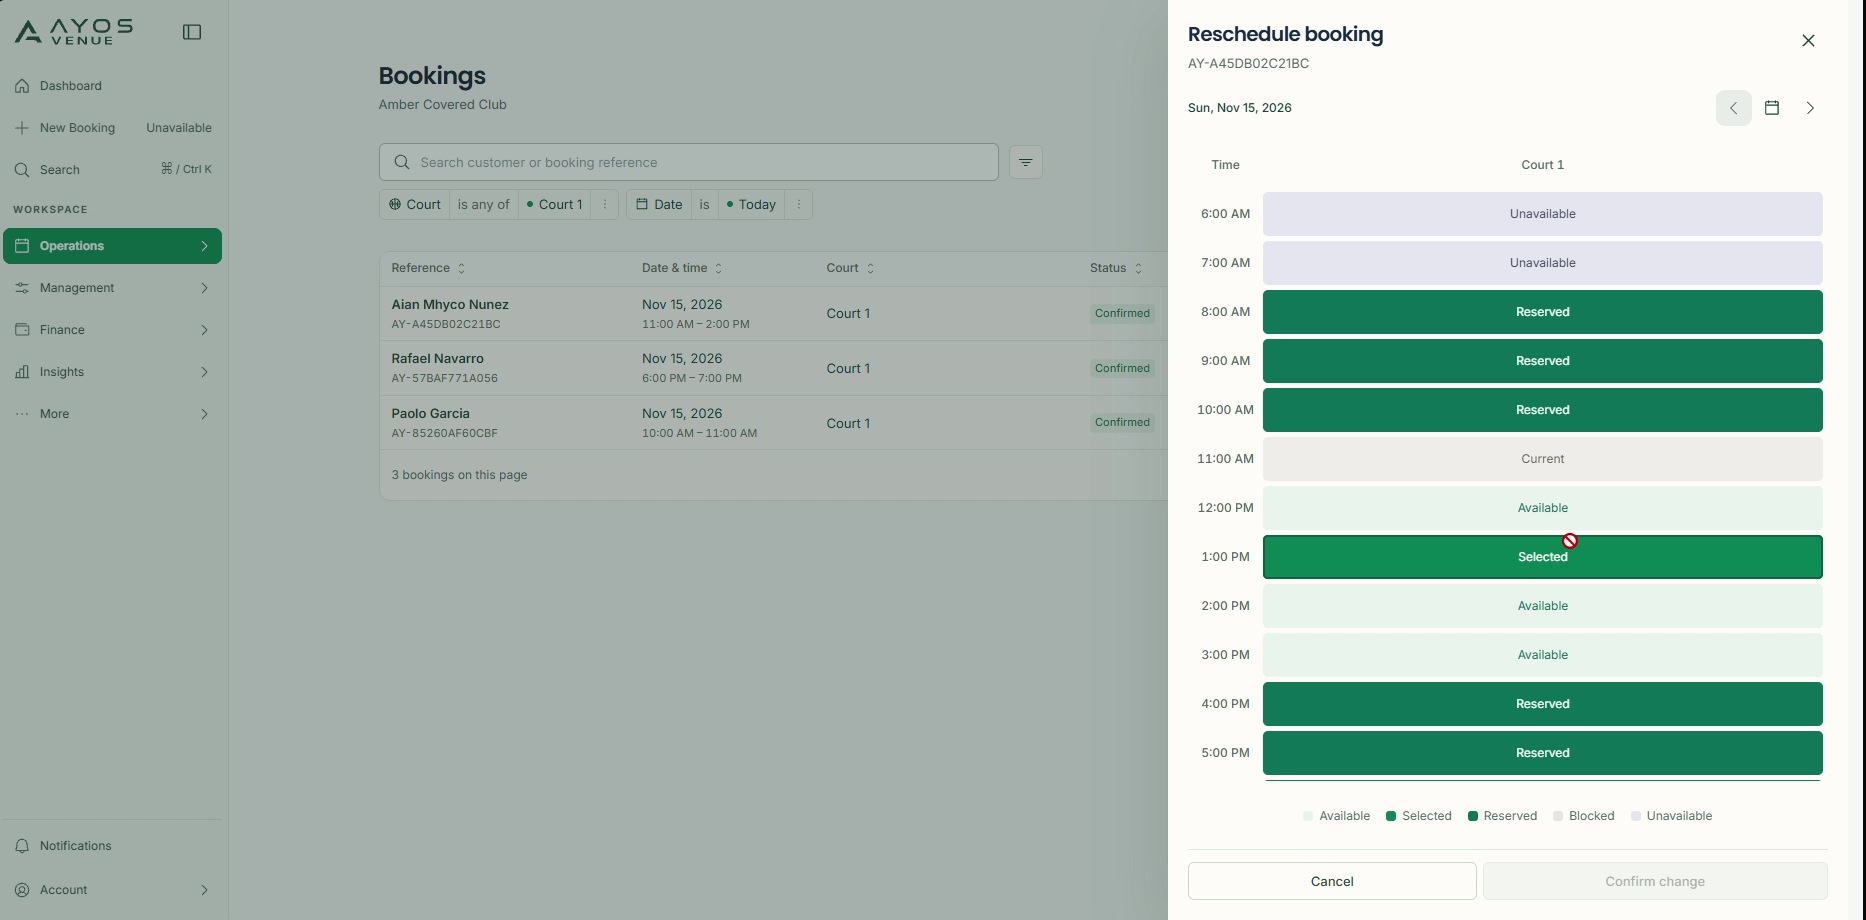 AYOS
VENUE
Dashboard
New Booking Unavailable
Search ⌘ / Ctrl K
WORKSPACE
Operations
Management
Finance
Insights
More
Notifications
Account
Bookings
Amber Covered Club
Search customer or booking reference
Court is any of Court 1 Date is Today
Reference Date & time Court Status
Aian Mhyco Nunez Nov 15, 2026 Court 1 Confirmed
AY-A45DB02C21BC 11:00 AM – 2:00 PM
Rafael Navarro Nov 15, 2026 Court 1 Confirmed
AY-57BAF771A056 6:00 PM – 7:00 PM
Paolo Garcia Nov 15, 2026 Court 1 Confirmed
AY-85260AF60CBF 10:00 AM – 11:00 AM
3 bookings on this page
Reschedule booking
AY-A45DB02C21BC
Sun, Nov 15, 2026
Time Court 1
6:00 AM Unavailable
7:00 AM Unavailable
8:00 AM Reserved
9:00 AM Reserved
10:00 AM Reserved
11:00 AM Current
12:00 PM Available
1:00 PM Selected
2:00 PM Available
3:00 PM Available
4:00 PM Reserved
5:00 PM Reserved
Available Selected Reserved Blocked Unavailable
Cancel Confirm change